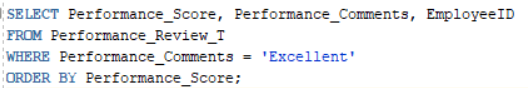 SELECT Performance_Score, Performance_Comments, EmployeeID
FROM Performance_Review_T
WHERE Performance_Comments = 'Excellent'
ORDER BY Performance_Score;